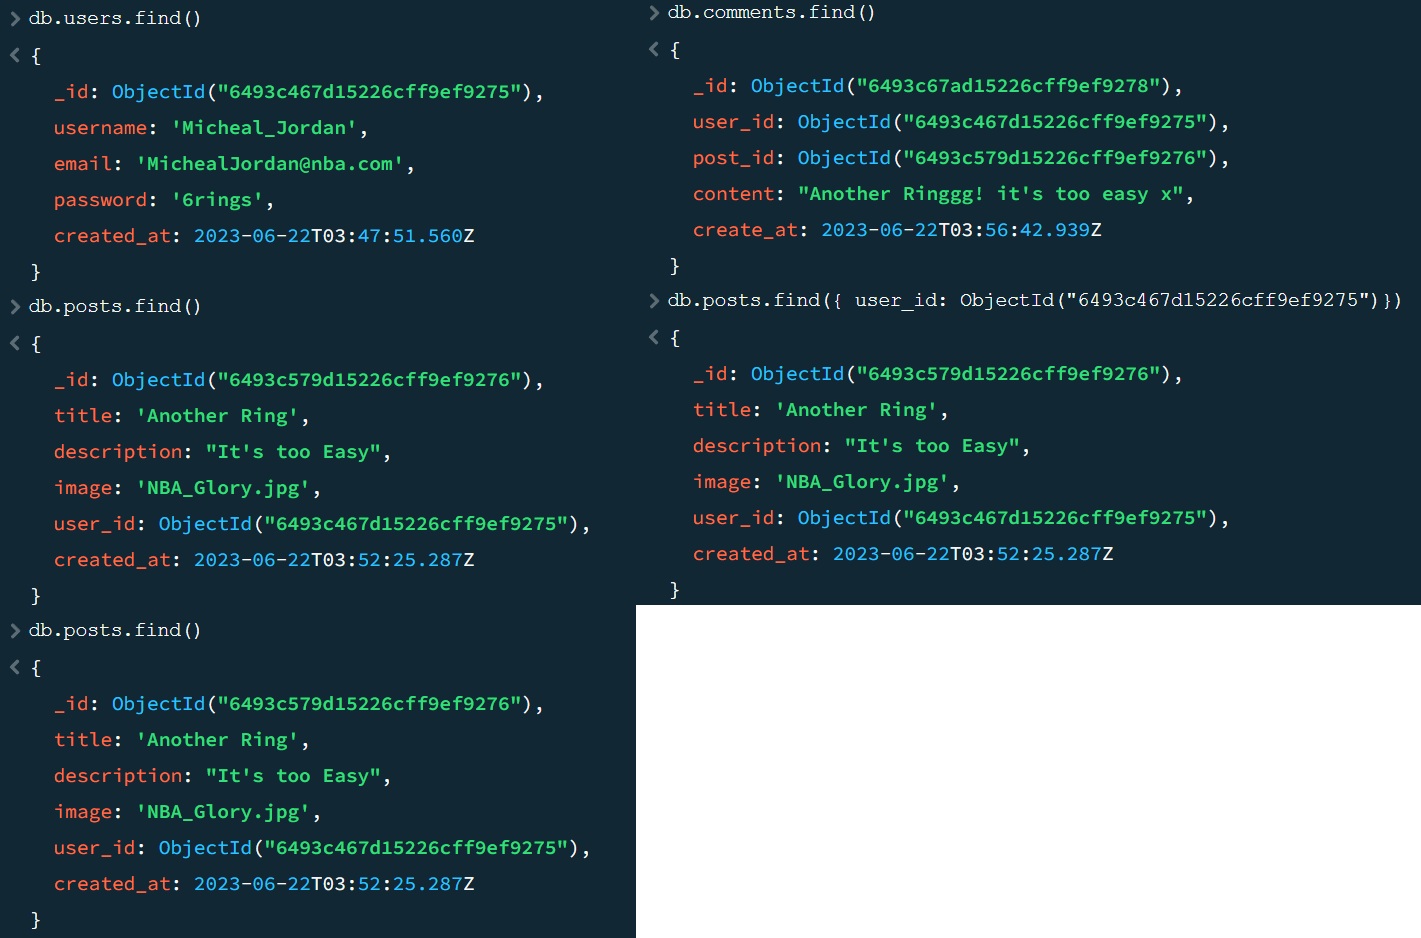 > db.users.find()
< {
_id: ObjectId("6493c467d15226cff9ef9275"),
username: 'Micheal_Jordan',
email: 'MichealJordan@nba.com',
password: '6rings',
created_at: 2023-06-22T03:47:51.560Z
}
> db.posts.find()
< {
_id: ObjectId("6493c579d15226cff9ef9276"),
title: 'Another Ring',
description: "It's too Easy",
image: 'NBA_Glory.jpg',
user_id: ObjectId("6493c467d15226cff9ef9275"),
created_at: 2023-06-22T03:52:25.287Z
}
> db.posts.find()
< {
_id: ObjectId("6493c579d15226cff9ef9276"),
title: 'Another Ring',
description: "It's too Easy",
image: 'NBA_Glory.jpg',
user_id: ObjectId("6493c467d15226cff9ef9275"),
created_at: 2023-06-22T03:52:25.287Z
}
> db.comments.find()
< {
_id: ObjectId("6493c67ad15226cff9ef9278"),
user_id: ObjectId("6493c467d15226cff9ef9275"),
post_id: ObjectId("6493c579d15226cff9ef9276"),
content: "Another Ringgg! it's too easy x",
create_at: 2023-06-22T03:56:42.939Z
}
> db.posts.find({ user_id: ObjectId("6493c467d15226cff9ef9275")})
< {
_id: ObjectId("6493c579d15226cff9ef9276"),
title: 'Another Ring',
description: "It's too Easy",
image: 'NBA_Glory.jpg',
user_id: ObjectId("6493c467d15226cff9ef9275"),
created_at: 2023-06-22T03:52:25.287Z
}